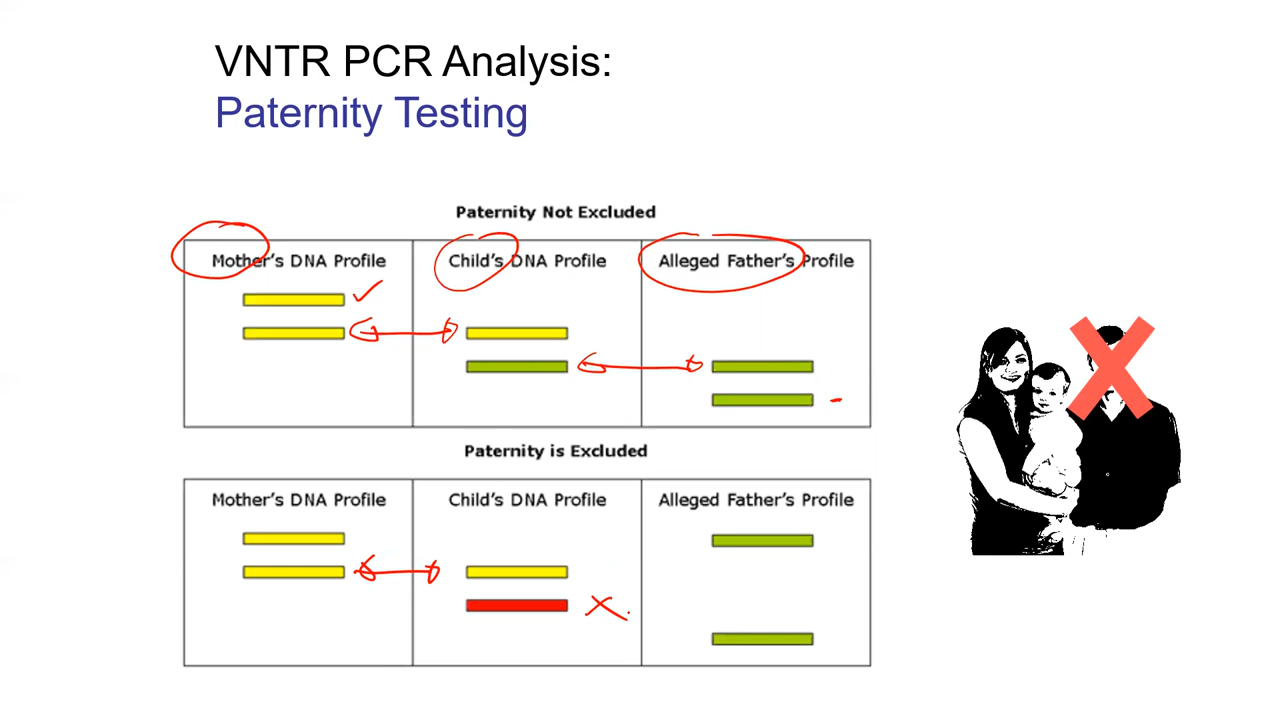 VNTR PCR Analysis:
Paternity Testing
Paternity Not Excluded
Mother's DNA Profile
Child's DNA Profile
Alleged Father's Profile
Paternity is Excluded
Mother's DNA Profile
Child's DNA Profile
Alleged Father's Profile